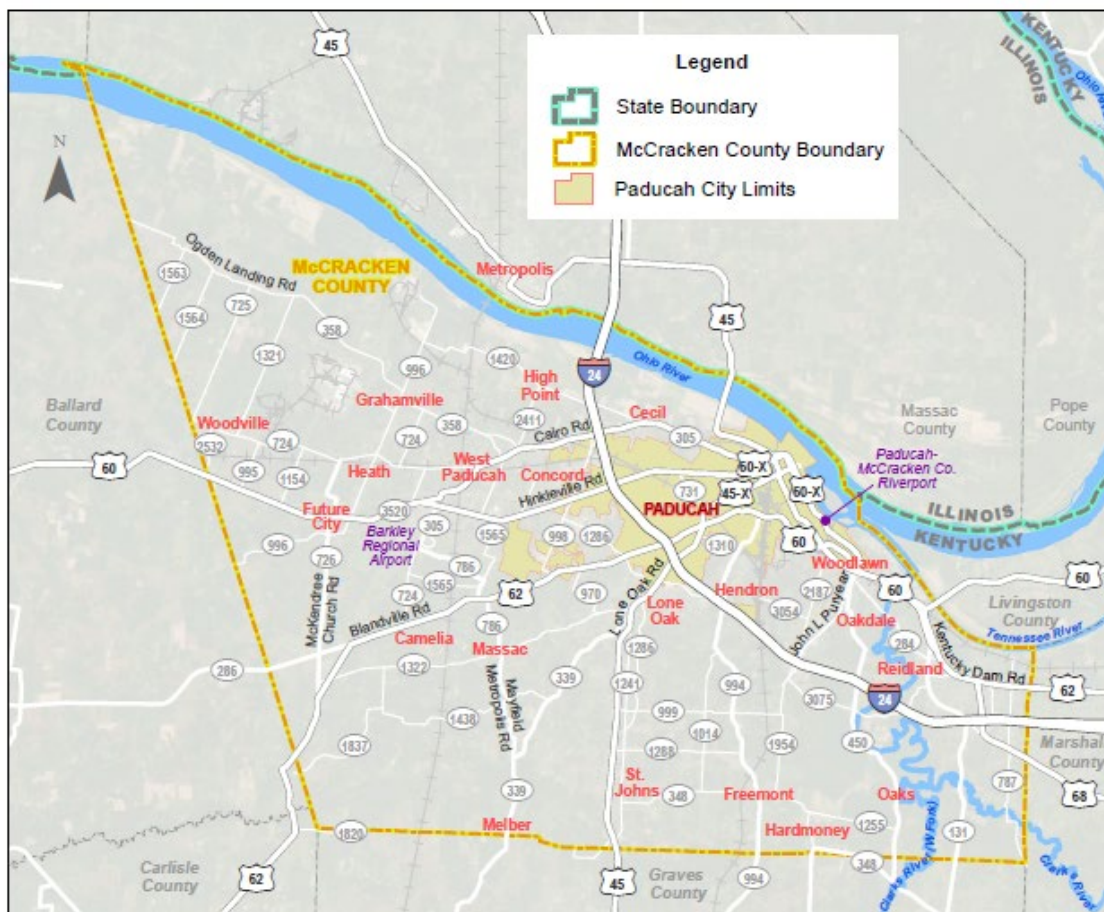 45
KENTUCKY
ILLINOIS
Legend
State Boundary
McCracken County Boundary
Paducah City Limits
N
Ogden Landing Rd
McCRACKEN
COUNTY
Metropolis
1563
725
1564
358
1321
996
1420
45
Ohio River
24
High
Point
Grahamville
Cecil
Ballard
County
Woodville
358
2411
Cairo Rd
305
Massac
County
Pope
County
2532
724
724
60
995
1154
Heath
West
Paducah
Concord
Hinkleville Rd
60-X
45-X
60-X
Paducah-
McCracken Co.
Riverport
731
PADUCAH
Future
City
3520
305
Barkley
Regional
Airport
1565
998
1286
1310
60
ILLINOIS
KENTUCKY
996
726
786
1565
724
62
970
Lone Oak Rd
Lone
Oak
Hendron
Woodlawn
2187
3054
John L Puryear
60
60
McKendree
Church Rd
Blandville Rd
Camelia
786
Massac
Oakdale
284
Livingston
County
Tennessee River
Kentucky Dam Rd
286
1322
Mayfield
Metropolis Rd
339
1286
1241
994
Reidland
24
62
1438
999
3075
1837
1014
1288
1954
450
Marshall
County
St.
Johns
348
Freemont
Oaks
787
68
339
Melber
1820
Hardmoney
1255
131
Clarks River (W Fork)
Clarks River
Carlisle
County
62
45
Graves
County
994
348